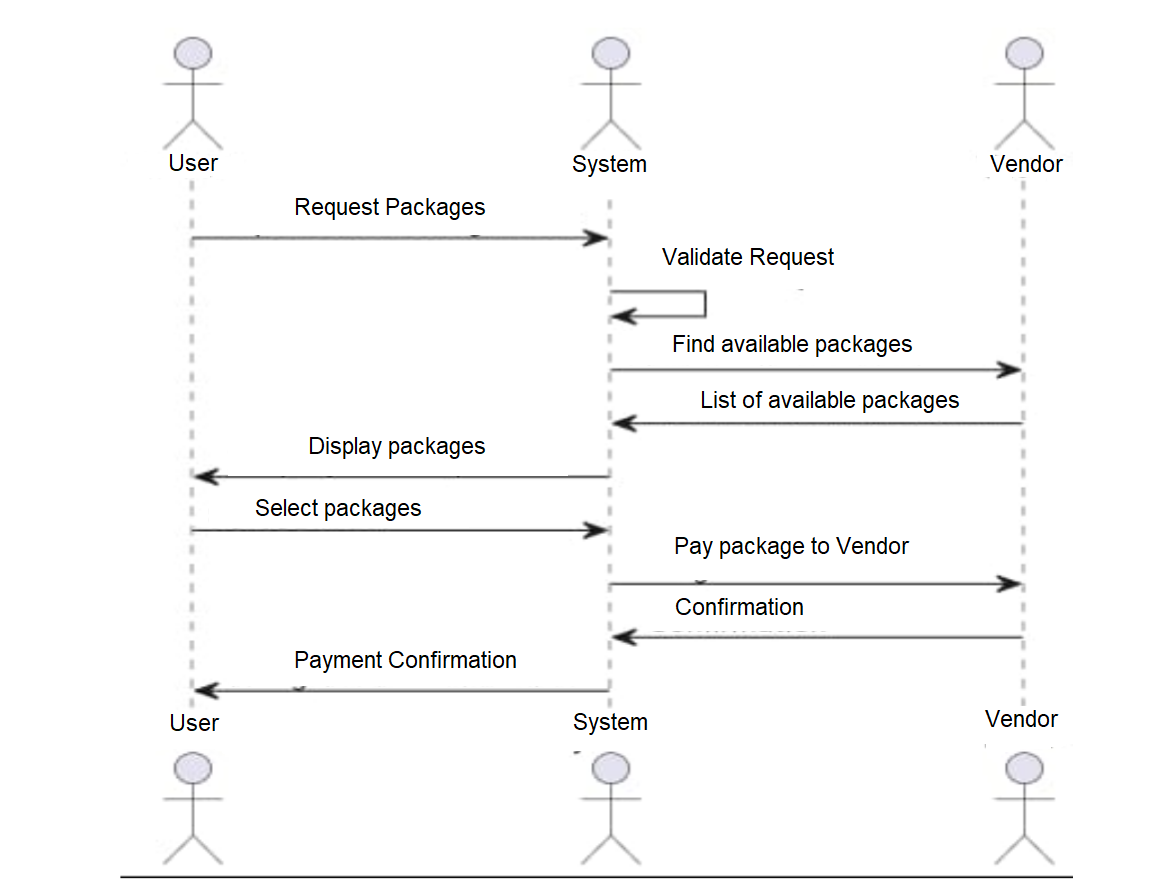 User
System
Vendor
Request Packages
Validate Request
Find available packages
List of available packages
Display packages
Select packages
Pay package to Vendor
Confirmation
Payment Confirmation
User
System
Vendor